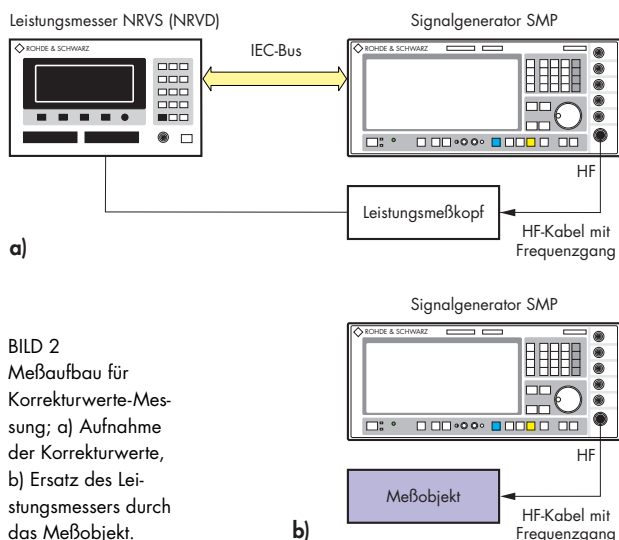 Leistungsmesser NRVS (NRVD)
Signalgenerator SMP
ROHDE & SCHWARZ
IEC-Bus
ROHDE & SCHWARZ
HF
Leistungsmeßkopf
HF-Kabel mit
Frequenzgang
a)
Signalgenerator SMP
ROHDE & SCHWARZ
BILD 2
Meßaufbau für
Korrekturwerte-Mes-
sung; a) Aufnahme
der Korrekturwerte,
b) Ersatz des Lei-
stungsmessers durch
das Meßobjekt.
HF
Meßobjekt
b)
HF-Kabel mit
Frequenzgang